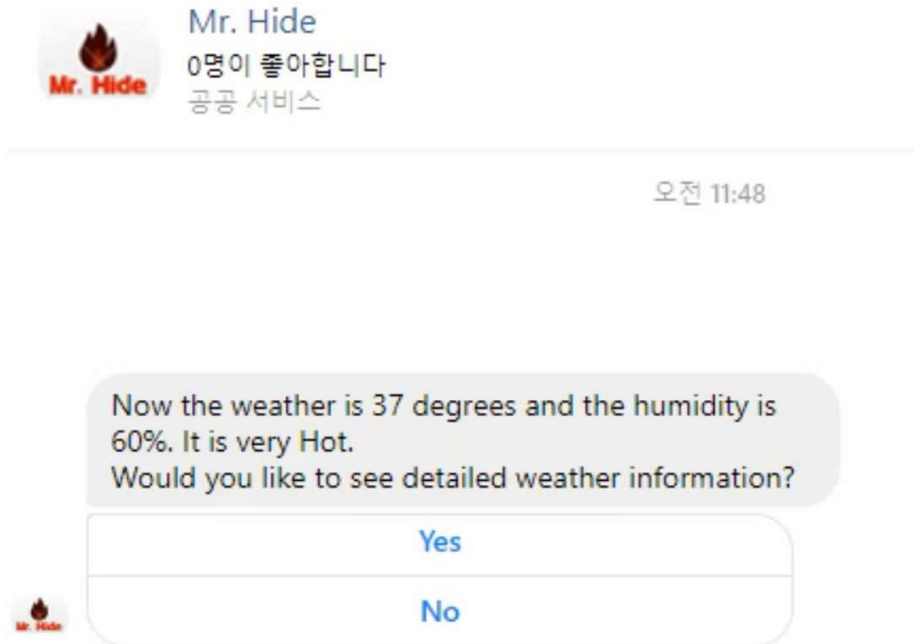 Mr. Hide
Mr. Hide
0명이 좋아합니다
공공 서비스
오전 11:48
Now the weather is 37 degrees and the humidity is
60%. It is very Hot.
Would you like to see detailed weather information?
Yes
No
Mr. Hide